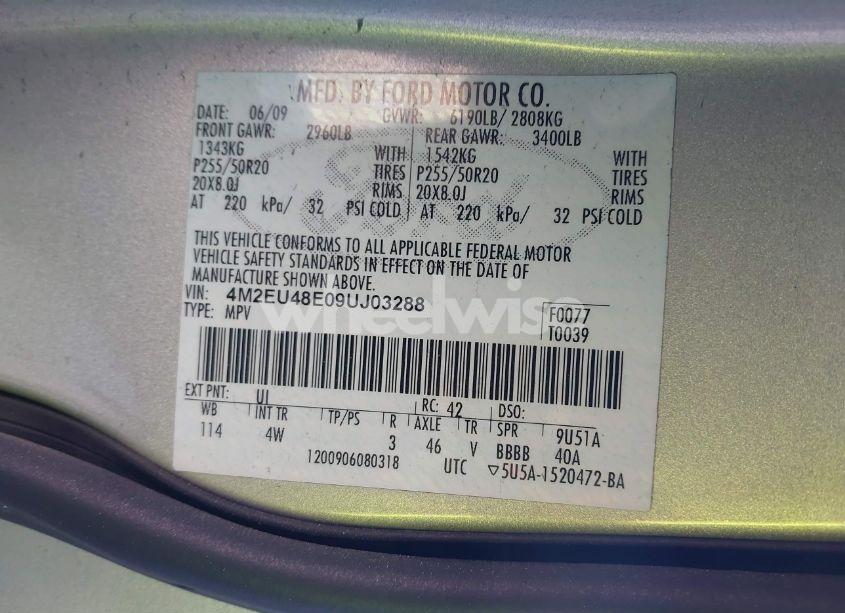 MFD. BY FORD MOTOR CO.
DATE: 06/09 GVWR: 6190LB/ 2808KG
FRONT GAWR: 2960LB REAR GAWR: 3400LB
1343KG WITH 1542KG WITH
P255/50R20 TIRES P255/50R20 TIRES
20X8.0J RIMS 20X8.0J RIMS
AT 220 kPa/ 32 PSI COLD AT 220 kPa/ 32 PSI COLD
THIS VEHICLE CONFORMS TO ALL APPLICABLE FEDERAL MOTOR
VEHICLE SAFETY STANDARDS IN EFFECT ON THE DATE OF
MANUFACTURE SHOWN ABOVE.
VIN: 4M2EU48E09UJ03288
TYPE: MPV
F0077
T0039
wheelwise
EXT PNT: UI RC: 42 DSO:
WB INT TR TP/PS R AXLE TR SPR 9U51A
114 4W 3 46 V BBBB 40A
1200906080318 UTC ▽5U5A-1520472-BA